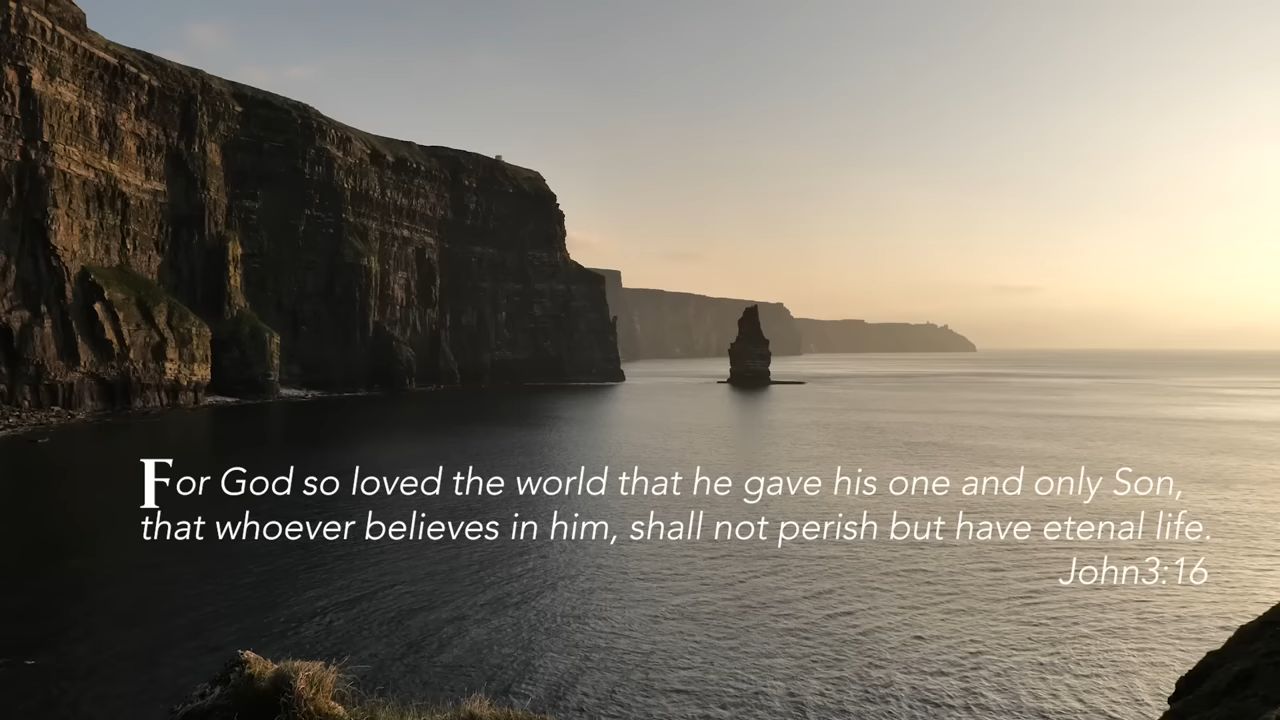 For God so loved the world that he gave his one and only Son,
that whoever believes in him, shall not perish but have etenal life.
John3:16